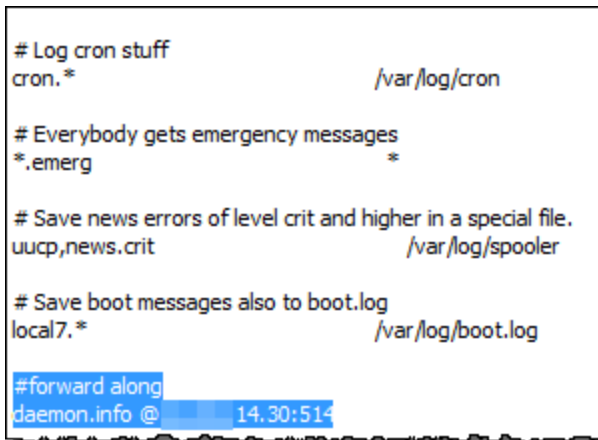 # Log cron stuff
cron.* /var/log/cron
# Everybody gets emergency messages
*.emerg *
# Save news errors of level crit and higher in a special file.
uucp,news.crit /var/log/spooler
# Save boot messages also to boot.log
local7.* /var/log/boot.log
#forward along
daemon.info @ 14.30:514